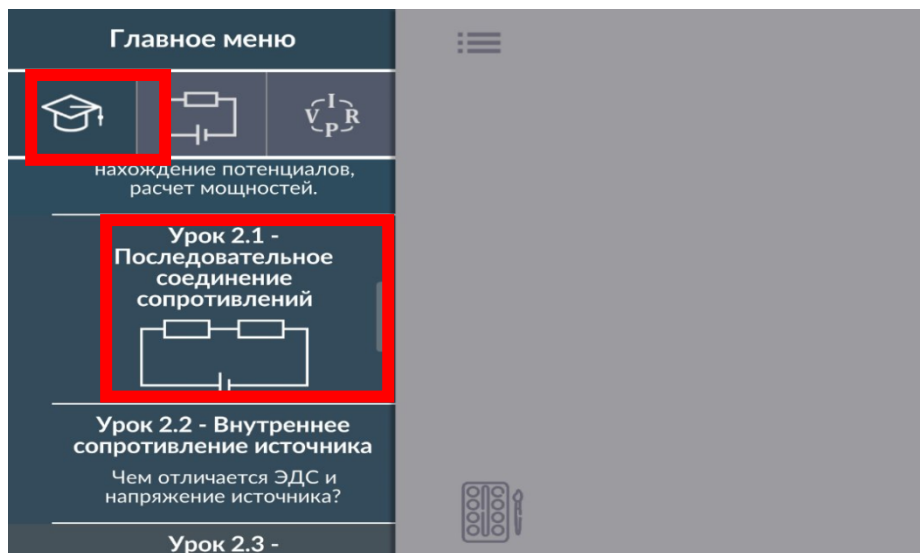 Главное меню
I
V R
P
нахождение потенциалов,
расчет мощностей.
Урок 2.1 -
Последовательное
соединение
сопротивлений
Урок 2.2 - Внутреннее
сопротивление источника
Чем отличается ЭДС и
напряжение источника?
Урок 2.3 -